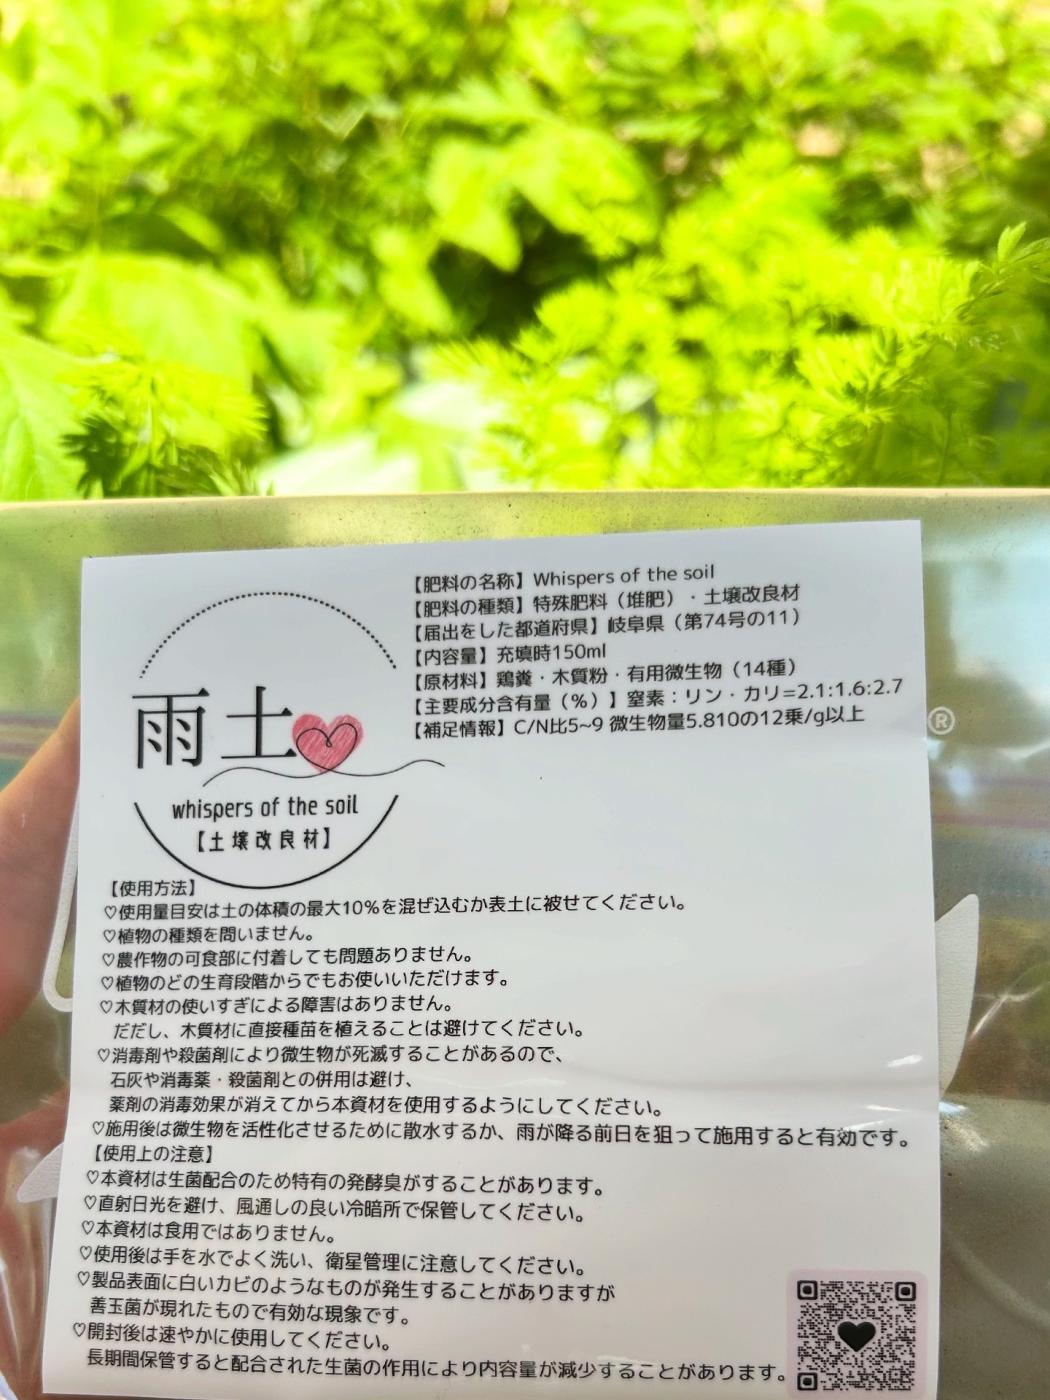 【肥料の名称】Whispers of the soil
【肥料の種類】特殊肥料（堆肥）・土壌改良材
【届出をした都道府県】岐阜県（第74号の11）
【内容量】充填時150ml
【原材料】鶏糞・木質粉・有用微生物（14種）
【主要成分含有量（%）】窒素：リン・カリ=2.1:1.6:2.7
【補足情報】C/N比5~9 微生物量5.810の12乗/g以上
®
雨土
whispers of the soil
【土壌改良材】
【使用方法】
♡使用量目安は土の体積の最大10%を混ぜ込むか表土に被せてください。
♡植物の種類を問いません。
♡農作物の可食部に付着しても問題ありません。
♡植物のどの生育段階からでもお使いいただけます。
♡木質材の使いすぎによる障害はありません。
だだし、木質材に直接種苗を植えることは避けてください。
♡消毒剤や殺菌剤により微生物が死滅することがあるので、
石灰や消毒薬・殺菌剤との併用は避け、
薬剤の消毒効果が消えてから本資材を使用するようにしてください。
♡施用後は微生物を活性化させるために散水するか、雨が降る前日を狙って施用すると有効です。
【使用上の注意】
♡本資材は生菌配合のため特有の発酵臭がすることがあります。
♡直射日光を避け、風通しの良い冷暗所で保管してください。
♡本資材は食用ではありません。
♡使用後は手を水でよく洗い、衛星管理に注意してください。
♡製品表面に白いカビのようなものが発生することがありますが
善玉菌が現れたもので有効な現象です。
♡開封後は速やかに使用してください。
長期間保管すると配合された生菌の作用により内容量が減少することがあります。